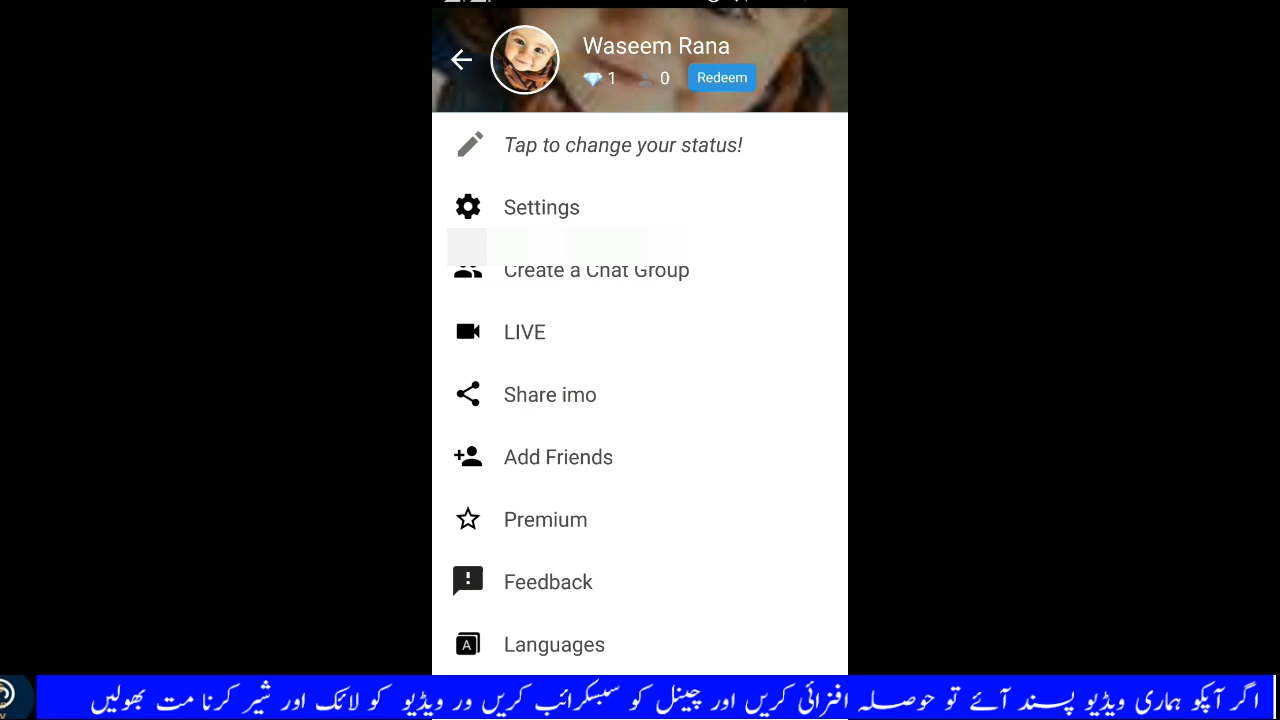 Waseem Rana
1 0 Redeem
Tap to change your status!
Settings
Create a Chat Group
LIVE
Share imo
Add Friends
Premium
Feedback
Languages
اگر آپکو ہماری ویڈیو پسند آئے تو حوصلہ افزائی کریں اور چینل کو سبسکرائب کریں ور ویڈیو کو لائک اور شیر کرنا مت بھولیں